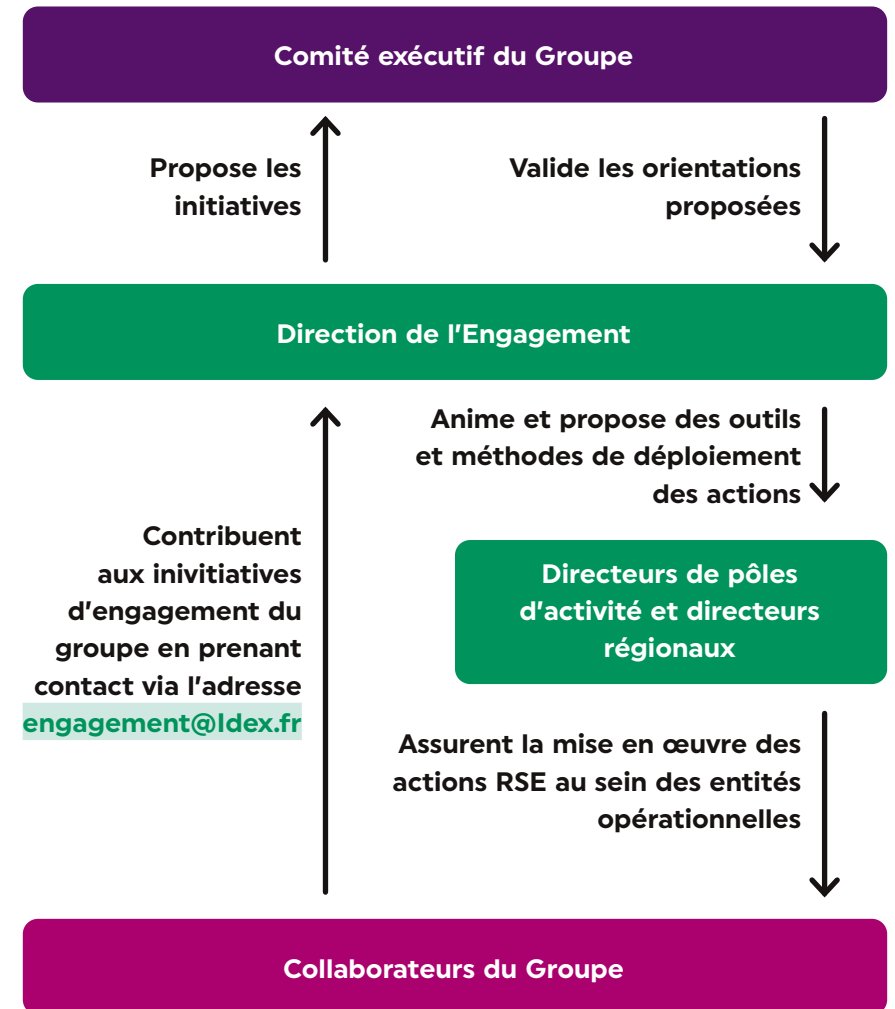 Comité exécutif du Groupe
Propose les
initiatives
Valide les orientations
proposées
Direction de l'Engagement
Anime et propose des outils
et méthodes de déploiement
des actions
Contribuent
aux inivitiatives
d'engagement du
groupe en prenant
contact via l'adresse
engagement@Idex.fr
Directeurs de pôles
d'activité et directeurs
régionaux
Assurent la mise en œuvre des
actions RSE au sein des entités
opérationnelles
Collaborateurs du Groupe